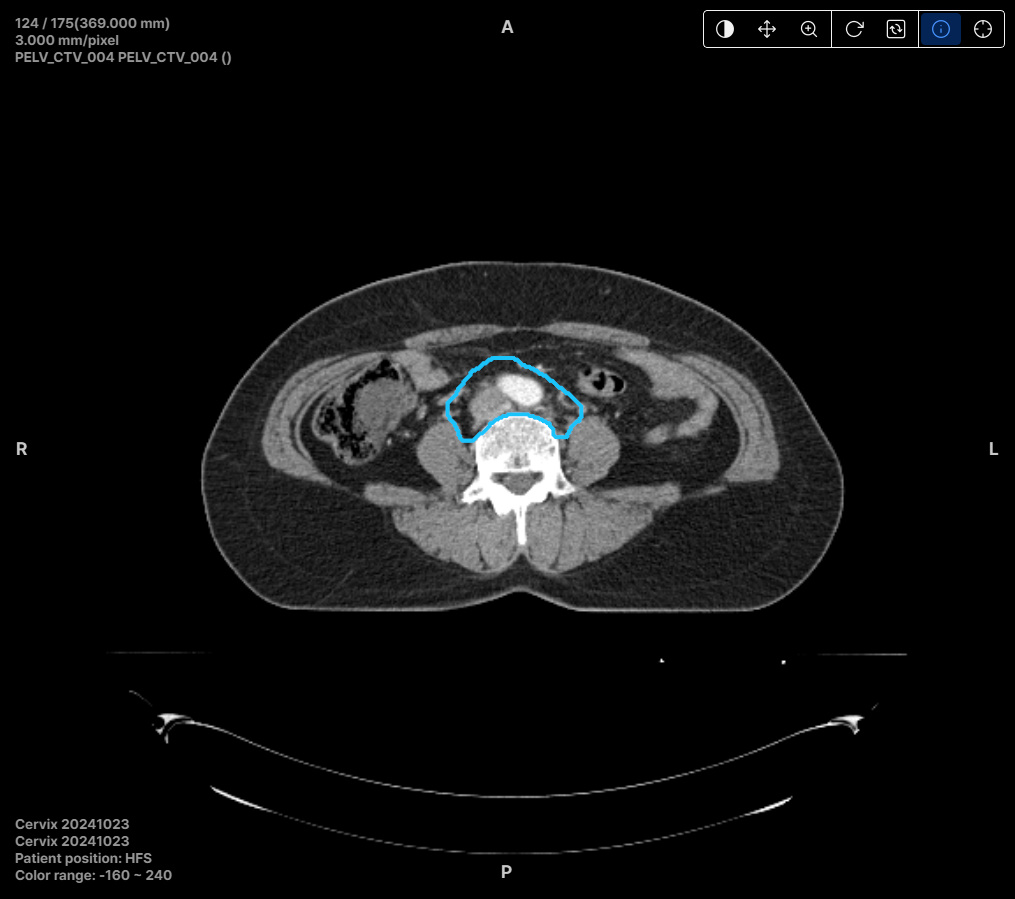 124 / 175(369.000 mm)
3.000 mm/pixel
PELV_CTV_004 PELV_CTV_004 ()
A
R
L
Cervix 20241023
Cervix 20241023
Patient position: HFS
Color range: -160 ~ 240
P